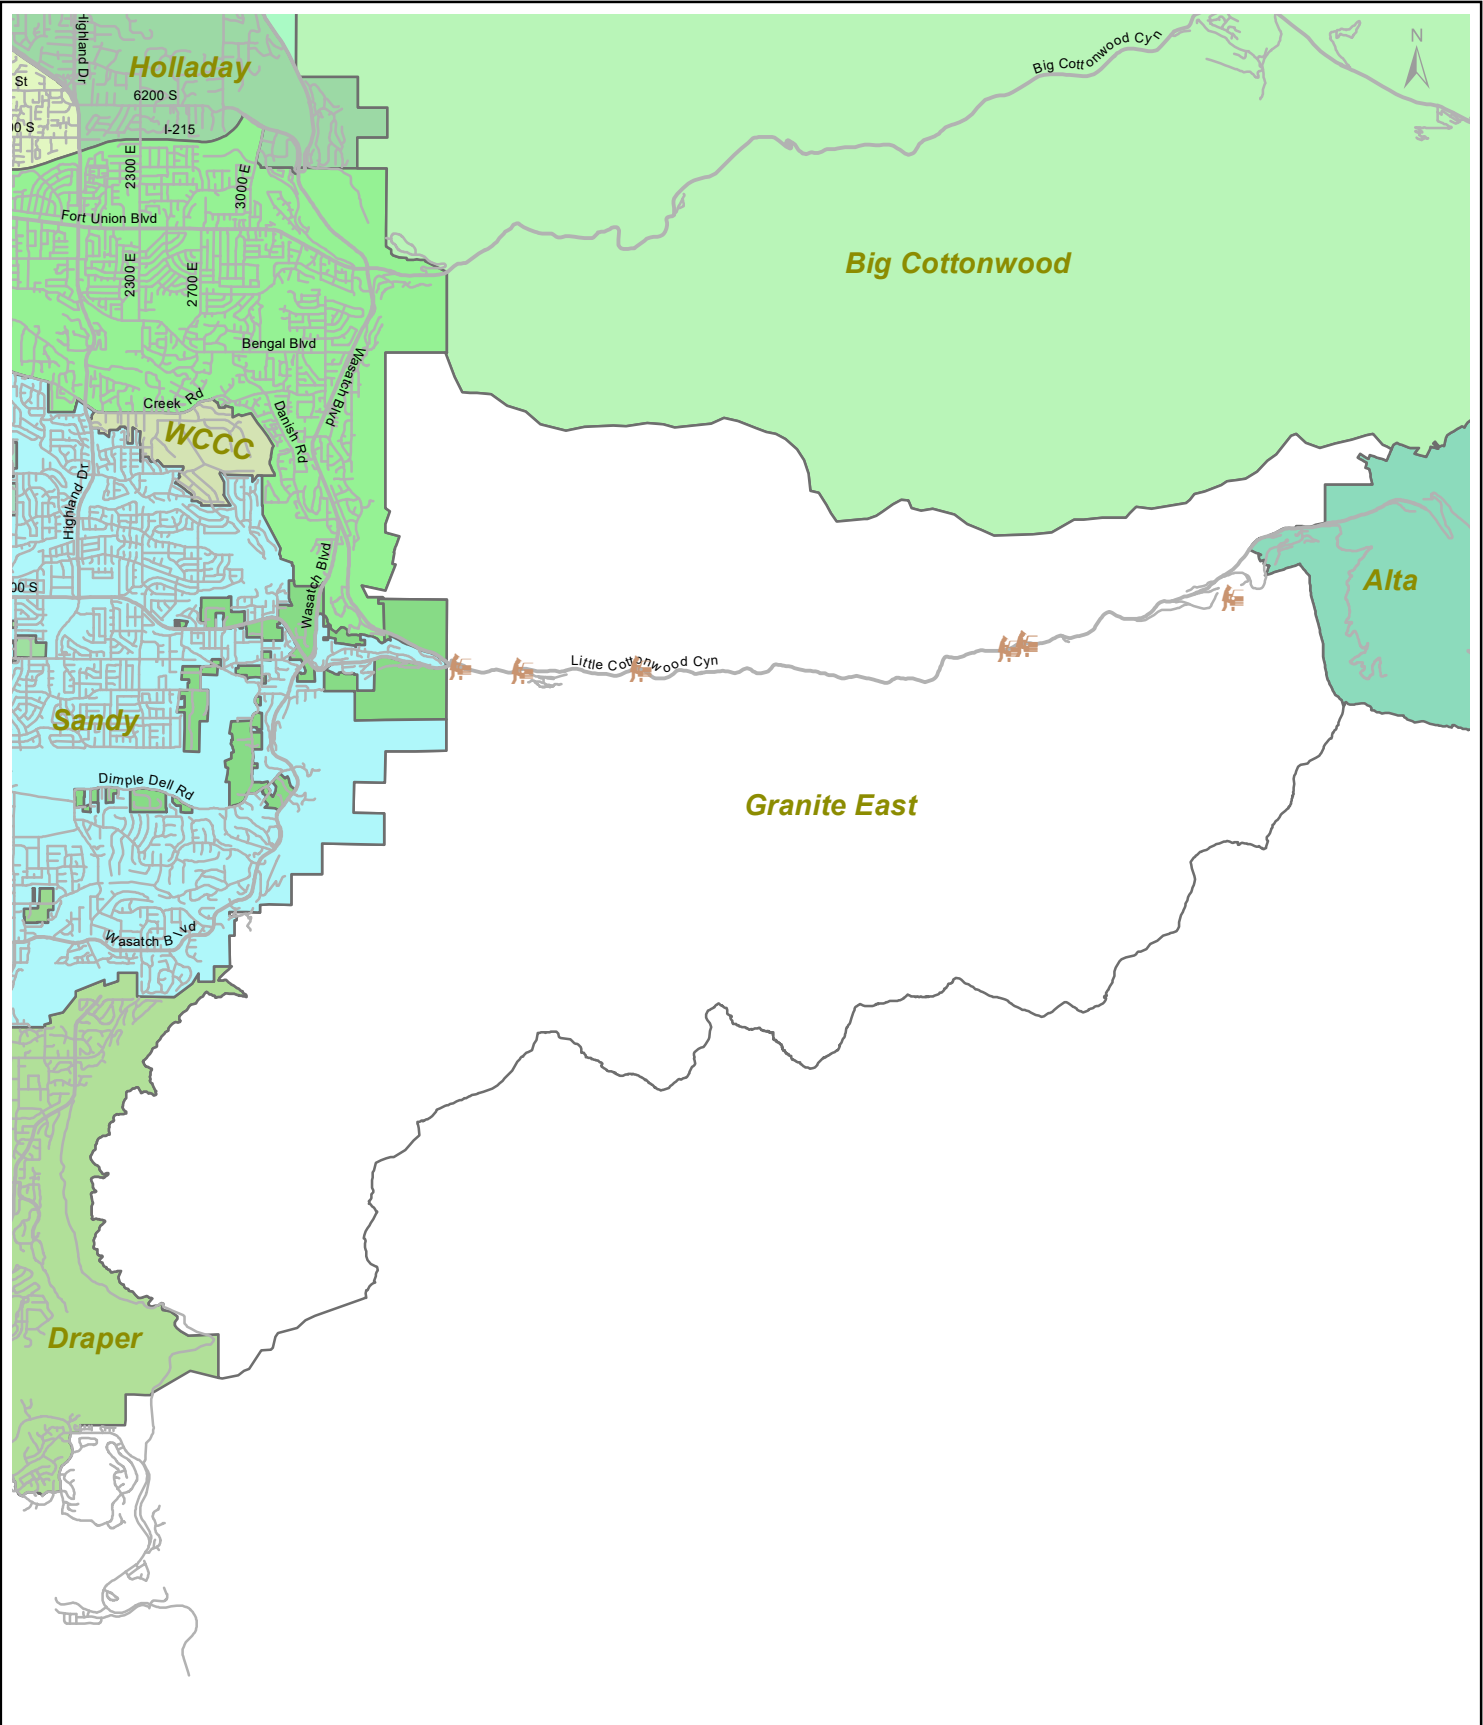 Highland Dr
Holladay
St
6200 S
00 S
I-215
2300 E
3000 E
Fort Union Blvd
2300 E
2700 E
Big Cottonwood Cyn
N
Big Cottonwood
Bengal Blvd
Wasatch Blvd
Creek Rd
WCCC
Danish Rd
Highland Dr
Wasatch Blvd
00 S
Alta
Little Cottonwood Cyn
Sandy
Dimple Dell Rd
Granite East
Wasatch Blvd
Draper